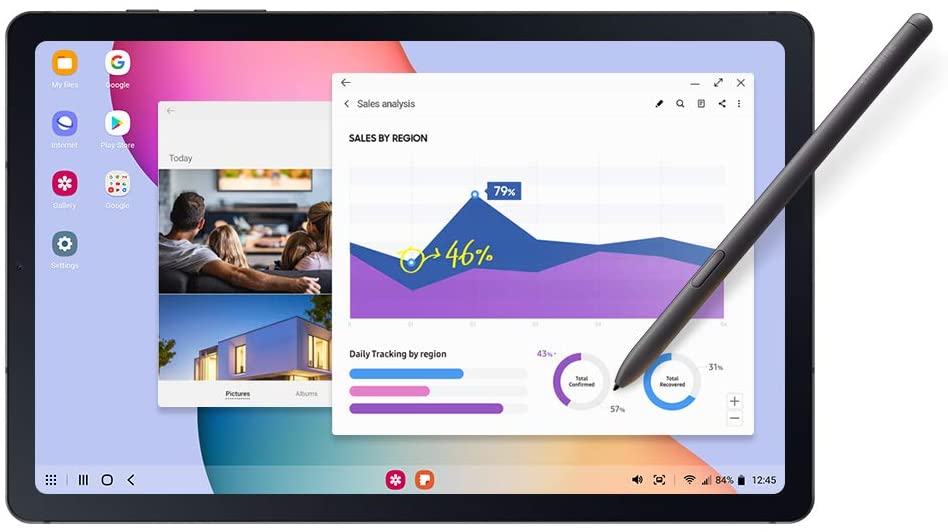 My files
Google
Internet
Play Store
Gallery
Google
Settings
Today
Pictures
Albums
Sales analysis
SALES BY REGION
79%
46%
Daily Tracking by region
43%
Total
Confirmed
57%
Total
Recovered
31%
84%
12:45